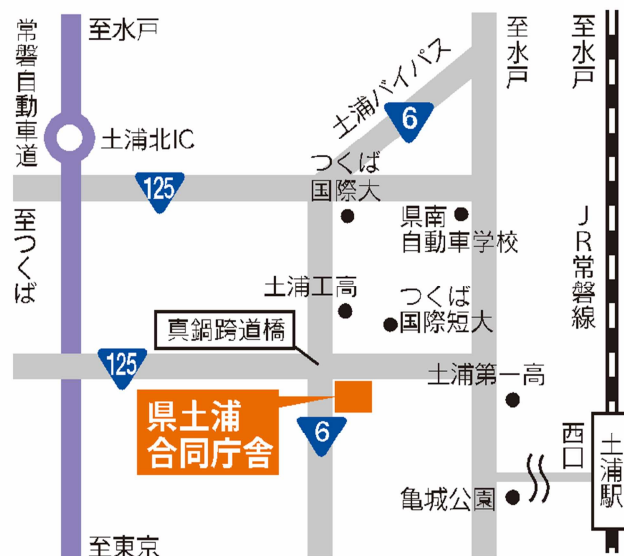 常磐自動車道
至水戸
土浦北IC
土浦バイパス
6
至水戸
至水戸
125
つくば
国際大
県南
自動車学校
至つくば
JR常磐線
土浦工高
つくば
国際短大
真鍋跨道橋
125
土浦第一高
県土浦
合同庁舎
6
西口
土浦駅
亀城公園
至東京